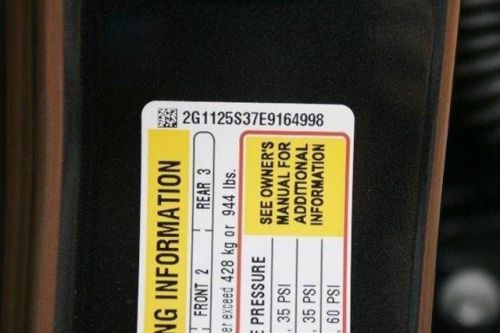 2G1125S37E9164998
NG INFORMATION
FRONT 2 REAR 3
er exceed 428 kg or 944 lbs.
E PRESSURE
SEE OWNER'S
MANUAL FOR
ADDITIONAL
INFORMATION
35 PSI
35 PSI
60 PSI